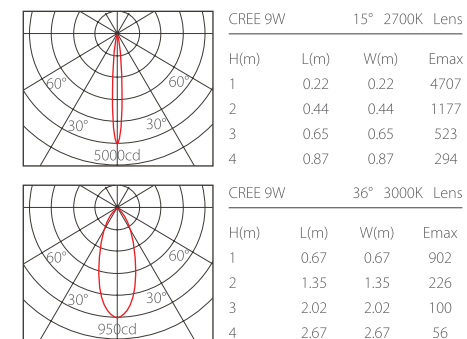 CREE 9W 15° 2700K Lens
60° 60°
30° 30°
5000cd
H(m) L(m) W(m) Emax
1 0.22 0.22 4707
2 0.44 0.44 1177
3 0.65 0.65 523
4 0.87 0.87 294
CREE 9W 36° 3000K Lens
60° 60°
30° 30°
950cd
H(m) L(m) W(m) Emax
1 0.67 0.67 902
2 1.35 1.35 226
3 2.02 2.02 100
4 2.67 2.67 56